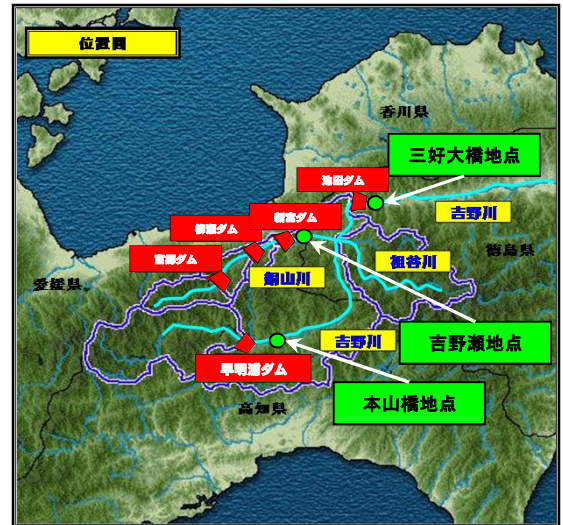 位置図
香川県
三好大橋地点
池田ダム
吉野川
柳瀬ダム
新宮ダム
徳島県
富郷ダム
祖谷川
愛媛県
銅山川
吉野川
吉野瀬地点
早明浦ダム
本山橋地点
高知県